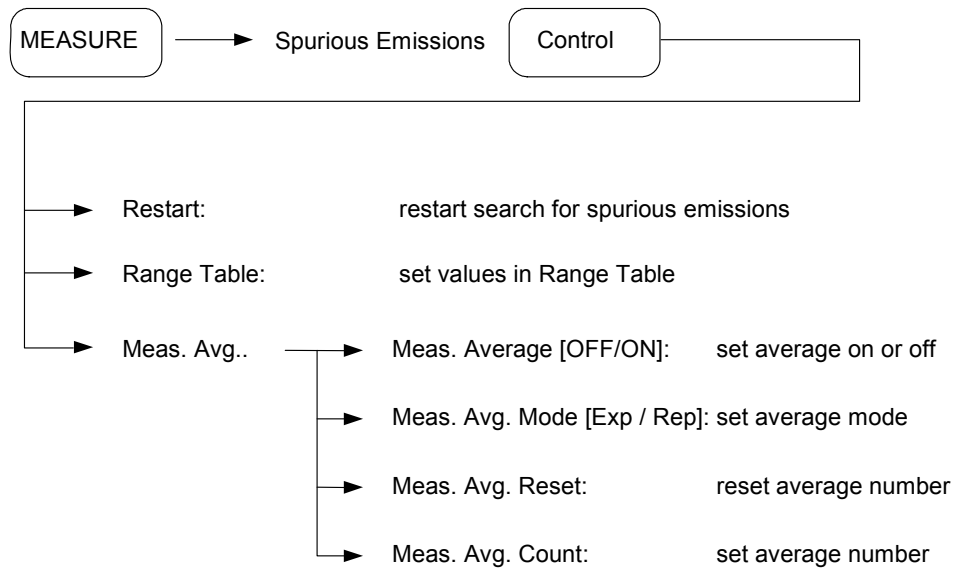 MEASURE Spurious Emissions Control
Restart: restart search for spurious emissions
Range Table: set values in Range Table
Meas. Avg.. Meas. Average [OFF/ON]: set average on or off
Meas. Avg. Mode [Exp / Rep]: set average mode
Meas. Avg. Reset: reset average number
Meas. Avg. Count: set average number